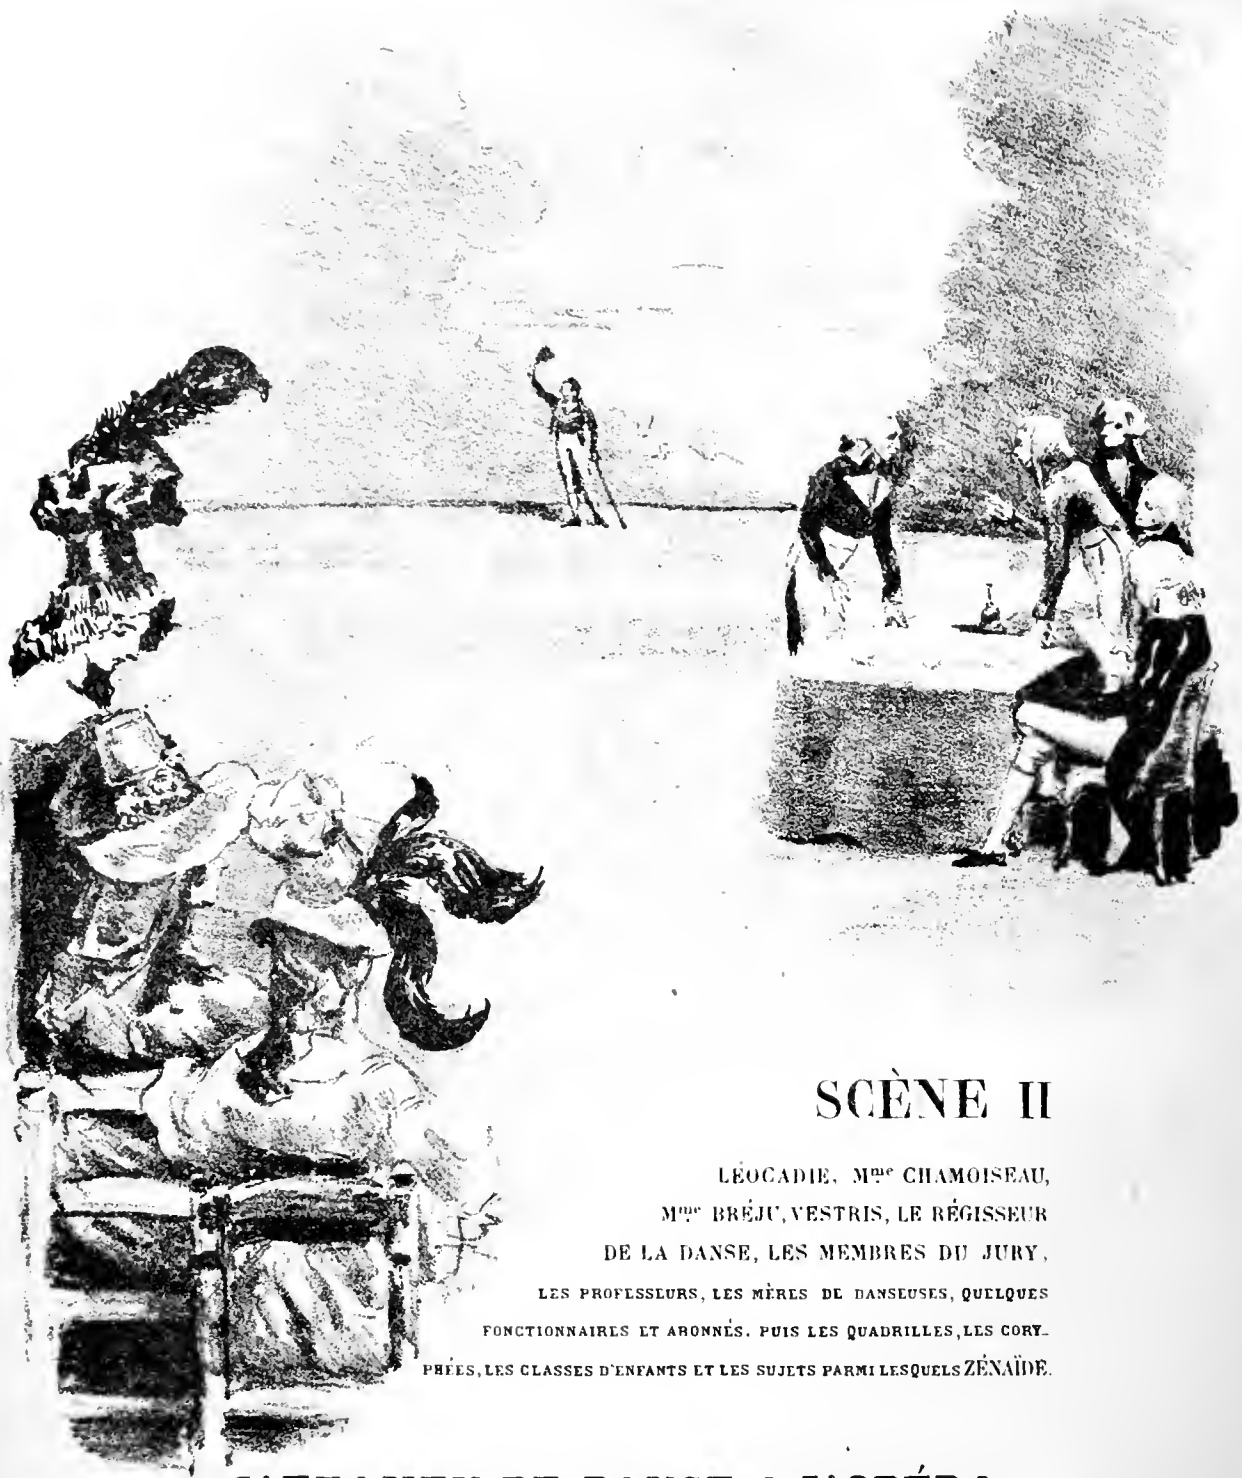 SCÈNE II
LÉOCADIE, Mme CHAMOISEAU,
Mme BRÉJU, VESTRIS, LE RÉGISSEUR
DE LA DANSE, LES MEMBRES DU JURY,
LES PROFESSEURS, LES MÈRES DE DANSEUSES, QUELQUES
FONCTIONNAIRES ET ABONNÉS. PUIS LES QUADRILLES, LES CORY-
PHÉES, LES CLASSES D'ENFANTS ET LES SUJETS PARMI LESQUELS ZÉNAÏDE.